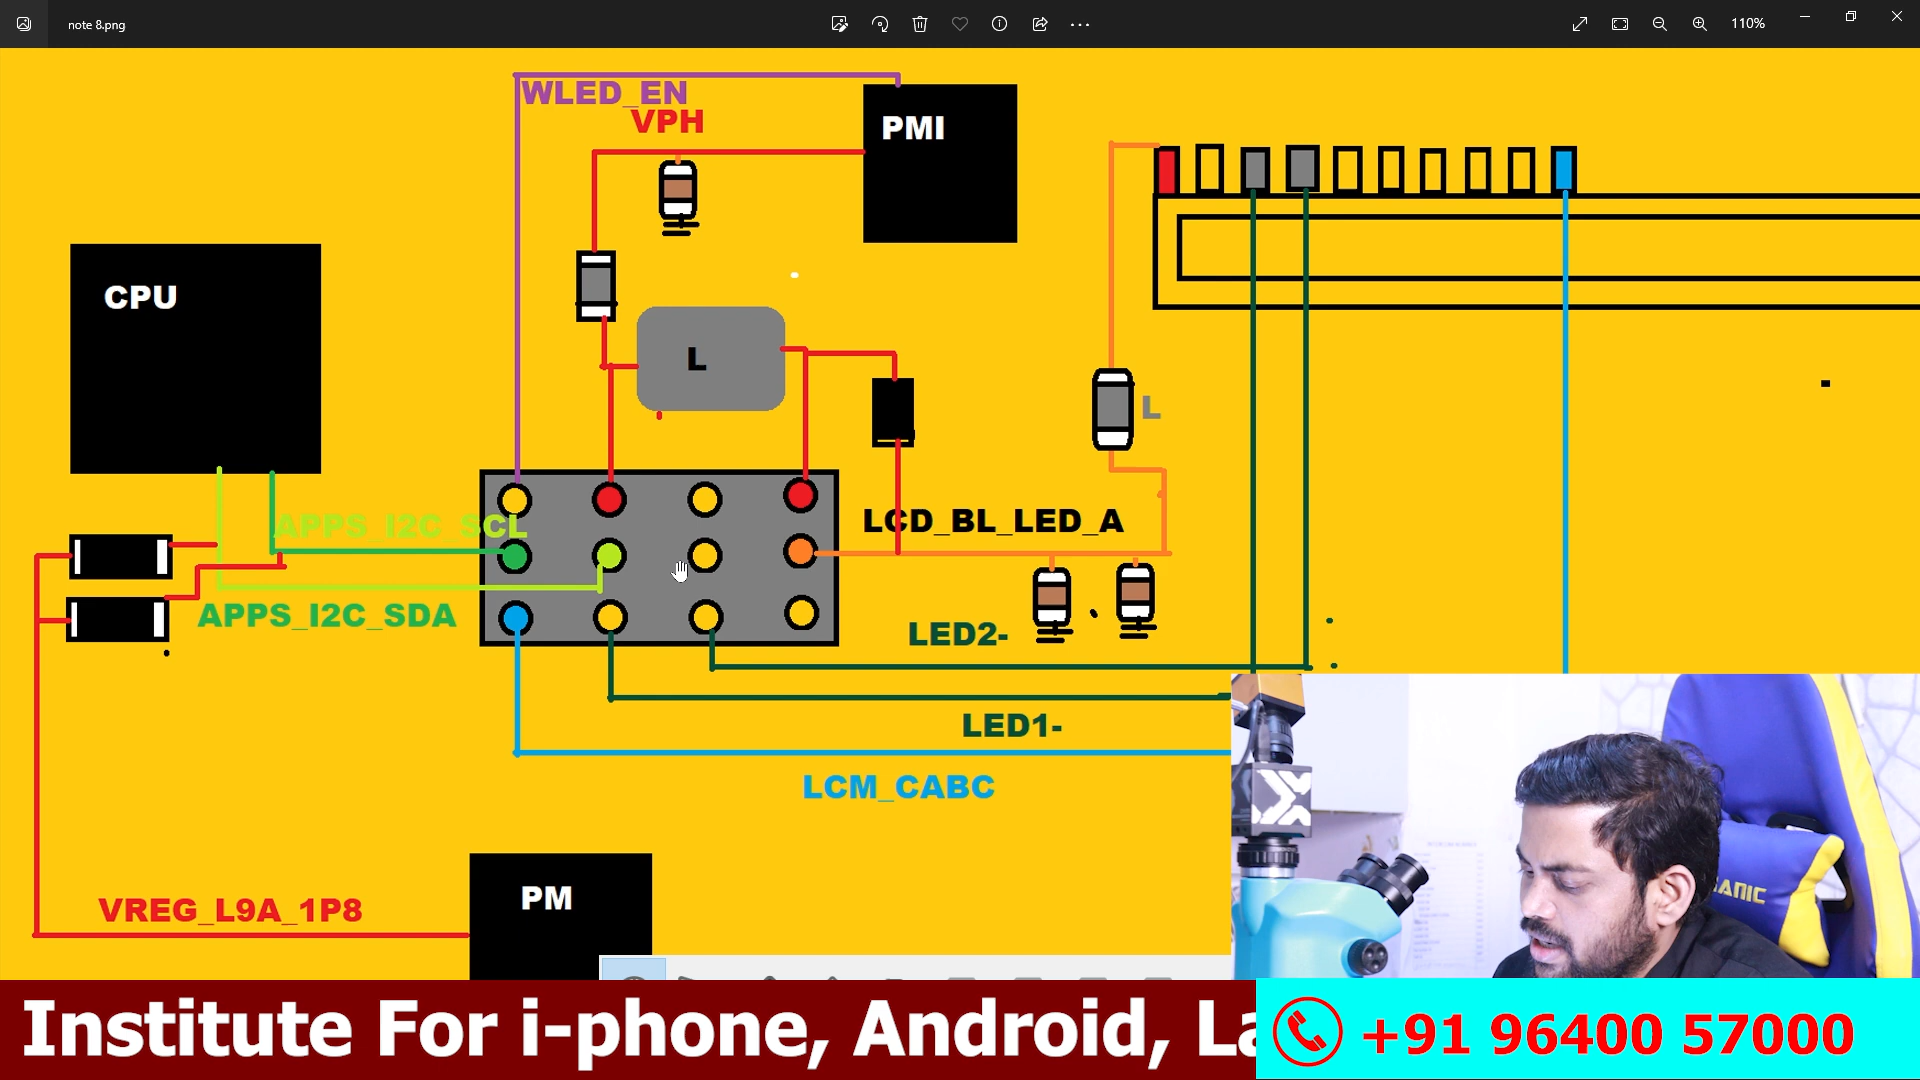 note 8.png
110%
WLED_EN
VPH
PMI
CPU
L
L
APPS_I2C_SCL
LCD_BL_LED_A
APPS_I2C_SDA
LED2-
LED1-
LCM_CABC
PM
VREG_L9A_1P8
Institute For i-phone, Android, La
+91 96400 57000